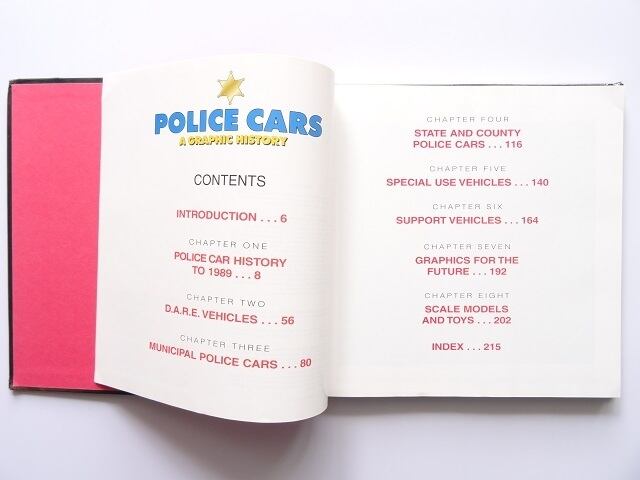 POLICE CARS
A GRAPHIC HISTORY
CONTENTS
INTRODUCTION . . . 6
CHAPTER ONE
POLICE CAR HISTORY
TO 1989 . . . 8
CHAPTER TWO
D.A.R.E. VEHICLES . . . 56
CHAPTER THREE
MUNICIPAL POLICE CARS . . . 80
CHAPTER FOUR
STATE AND COUNTY
POLICE CARS . . . 116
CHAPTER FIVE
SPECIAL USE VEHICLES . . . 140
CHAPTER SIX
SUPPORT VEHICLES . . . 164
CHAPTER SEVEN
GRAPHICS FOR THE
FUTURE . . . 192
CHAPTER EIGHT
SCALE MODELS
AND TOYS . . . 202
INDEX . . . 215